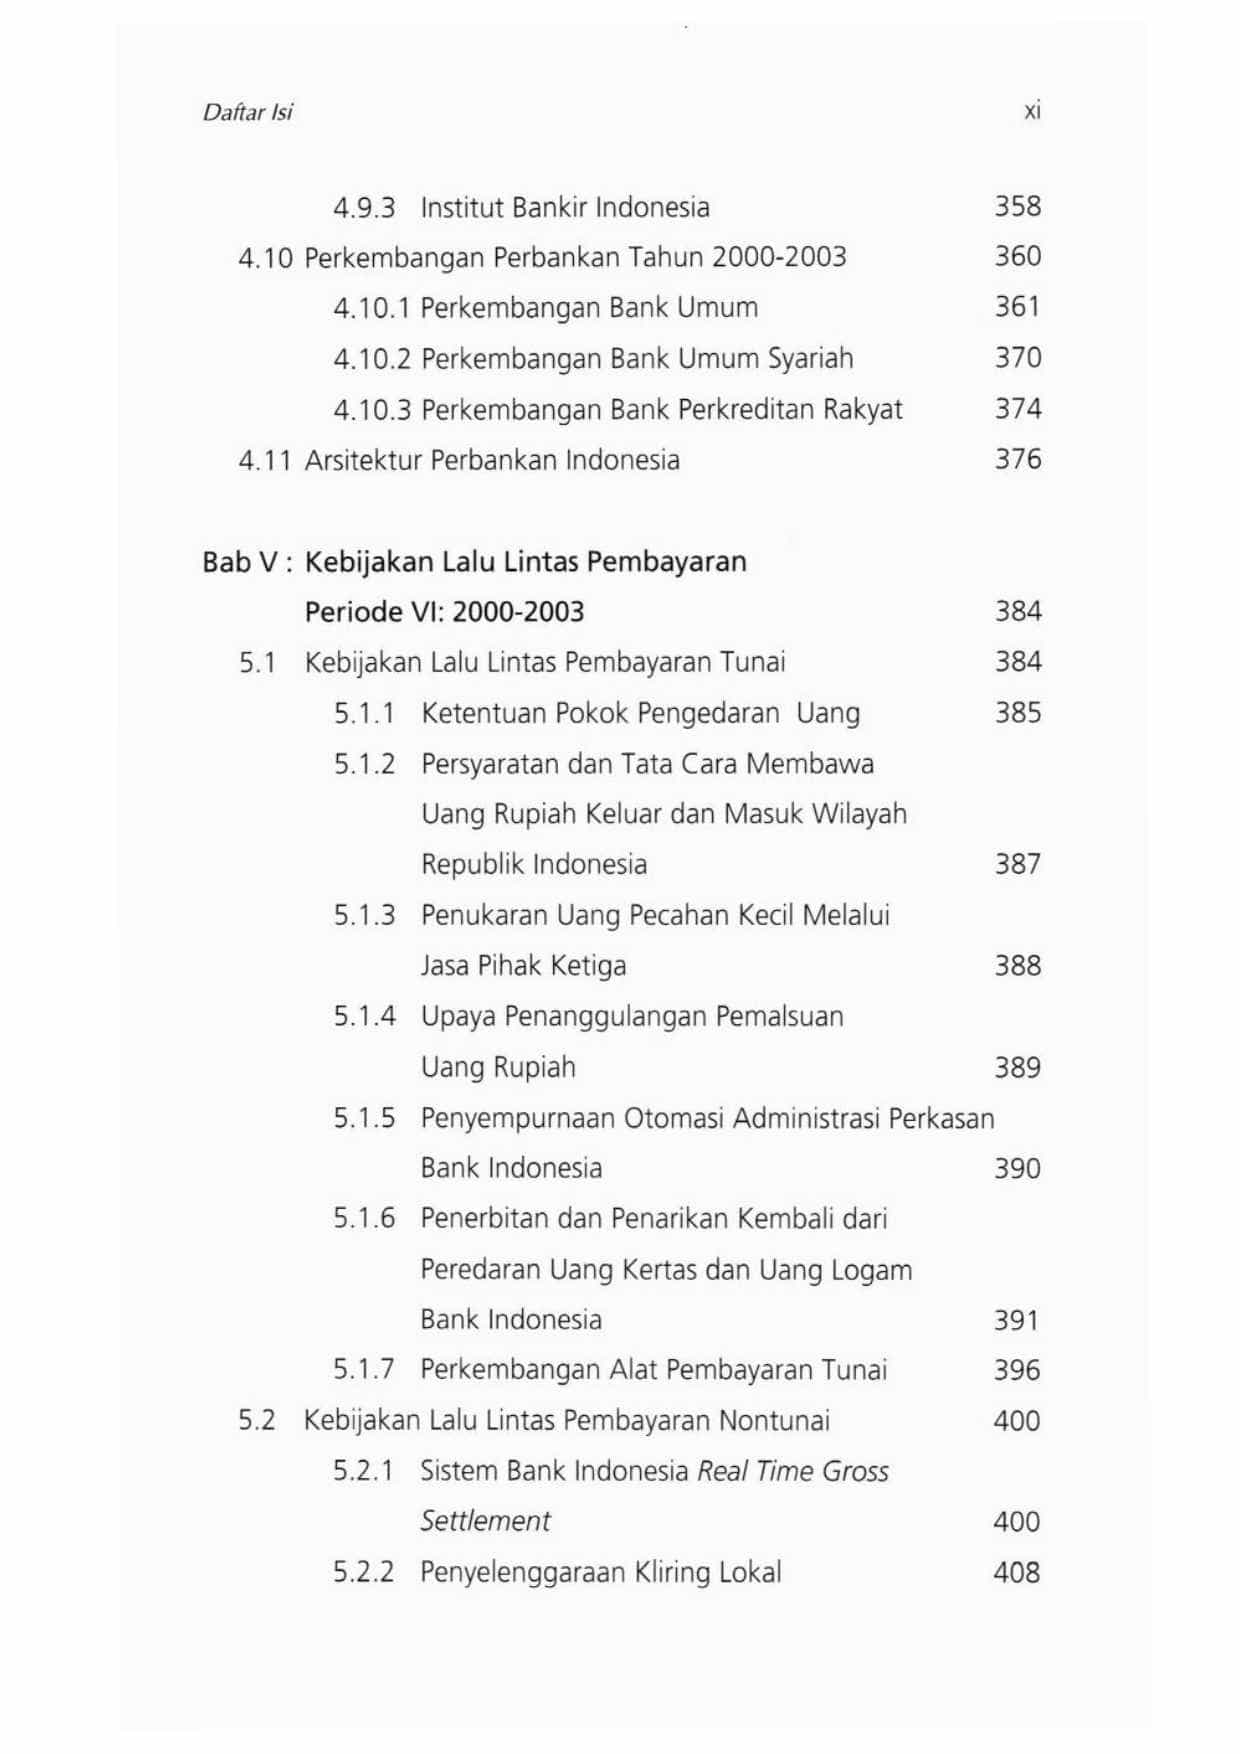 Daftar Isi xi
4.9.3 Institut Bankir Indonesia 358
4.10 Perkembangan Perbankan Tahun 2000-2003 360
4.10.1 Perkembangan Bank Umum 361
4.10.2 Perkembangan Bank Umum Syariah 370
4.10.3 Perkembangan Bank Perkreditan Rakyat 374
4.11 Arsitektur Perbankan Indonesia 376
Bab V : Kebijakan Lalu Lintas Pembayaran
Periode VI: 2000-2003 384
5.1 Kebijakan Lalu Lintas Pembayaran Tunai 384
5.1.1 Ketentuan Pokok Pengedaran Uang 385
5.1.2 Persyaratan dan Tata Cara Membawa
Uang Rupiah Keluar dan Masuk Wilayah
Republik Indonesia 387
5.1.3 Penukaran Uang Pecahan Kecil Melalui
Jasa Pihak Ketiga 388
5.1.4 Upaya Penanggulangan Pemalsuan
Uang Rupiah 389
5.1.5 Penyempurnaan Otomasi Administrasi Perkasan
Bank Indonesia 390
5.1.6 Penerbitan dan Penarikan Kembali dari
Peredaran Uang Kertas dan Uang Logam
Bank Indonesia 391
5.1.7 Perkembangan Alat Pembayaran Tunai 396
5.2 Kebijakan Lalu Lintas Pembayaran Nontunai 400
5.2.1 Sistem Bank Indonesia Real Time Gross
Settlement 400
5.2.2 Penyelenggaraan Kliring Lokal 408